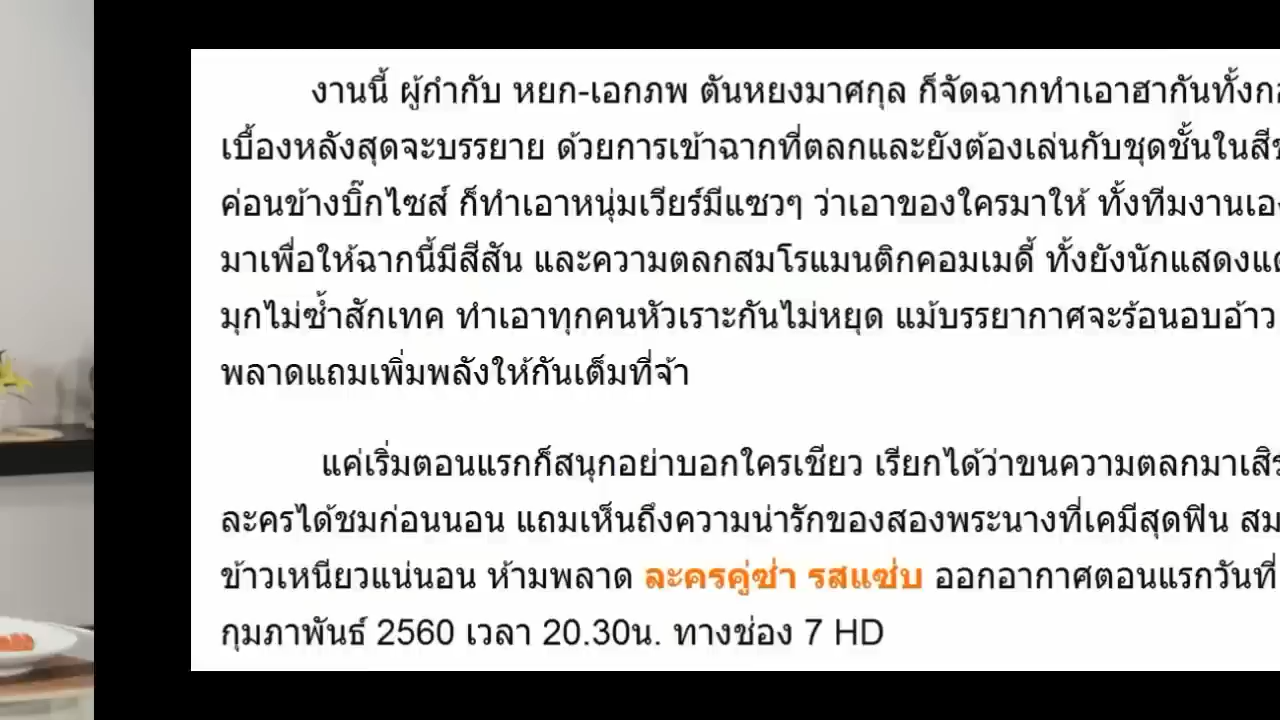 งานนี้ ผู้กำกับ หยก-เอกภพ ตันหยงมาศกุล ก็จัดฉากทำเอาฮากันทั้ง
เบื้องหลังสุดจะบรรยาย ด้วยการเข้าฉากที่ตลกและยังต้องเล่นกับชุดชั้นใน
ค่อนข้างบิ๊กไซส์ ก็ทำเอาหนุ่มเวียร์มีแซวๆ ว่าเอาของใครมาให้ ทั้งทีมงาน
มาเพื่อให้ฉากนี้มีสีสัน และความตลกสมโรแมนติกคอมเมดี้ ทั้งยังนักแสดง
มุกไม่ซ้ำสักเทค ทำเอาทุกคนหัวเราะกันไม่หยุด แม้บรรยากาศจะร้อนอบอ้าว
พลาดแถมเพิ่มพลังให้กันเต็มที่จ้า
แค่เริ่มตอนแรกก็สนุกอย่าบอกใครเชียว เรียกได้ว่าขนความตลกมา
ละครได้ชมก่อนนอน แถมเห็นถึงความน่ารักของสองพระนางที่เคมีสุดฟิน
ข้าวเหนียวแน่นอน ห้ามพลาด ละครคู่ซ่า รสแซ่บ ออกอากาศตอนแรกวันที่
กุมภาพันธ์ 2560 เวลา 20.30น. ทางช่อง 7 HD